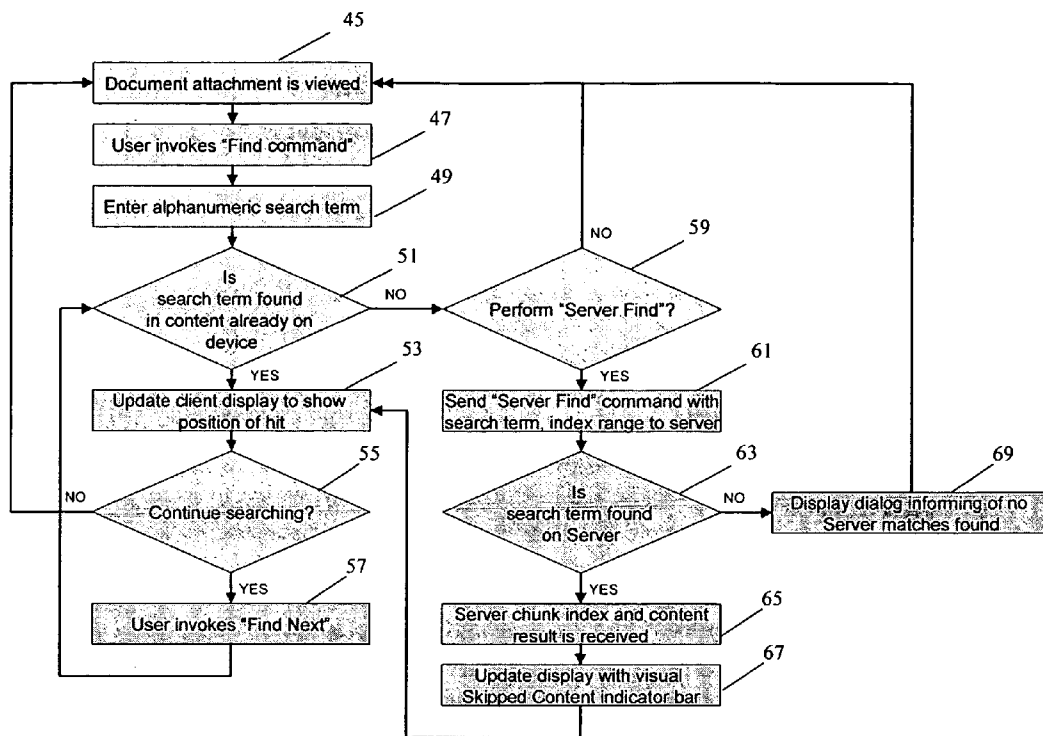 45
Document attachment is viewed
47
User invokes "Find command"
49
Enter alphanumeric search term
51
Is
search term found
in content already on
device
NO
YES
53
Update client display to show
position of hit
55
Continue searching?
NO
YES
57
User invokes "Find Next"
59
Perform "Server Find"?
NO
YES
61
Send "Server Find" command with
search term, index range to server
63
Is
search term found
on Server
NO
YES
69
Display dialog informing of no
Server matches found
65
Server chunk index and content
result is received
67
Update display with visual
Skipped Content indicator bar